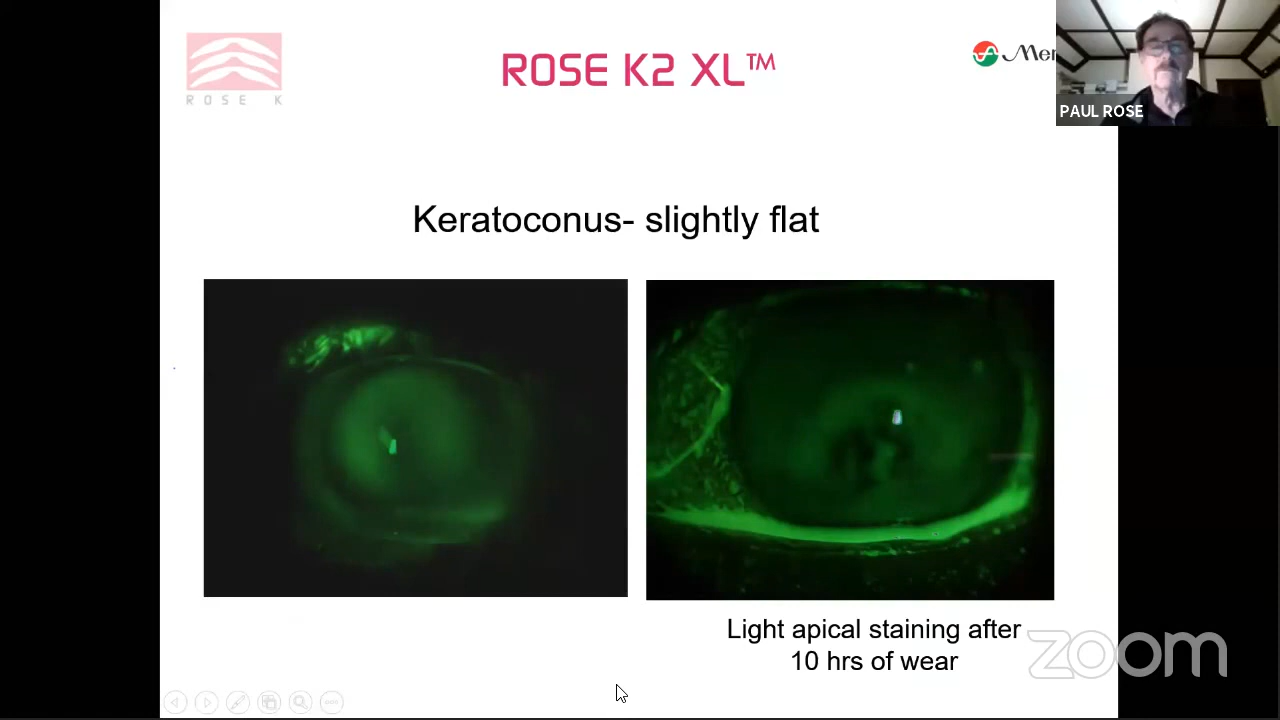 ROSE K
ROSE K2 XL™
PAUL ROSE
Keratoconus- slightly flat
Light apical staining after
10 hrs of wear
zoom